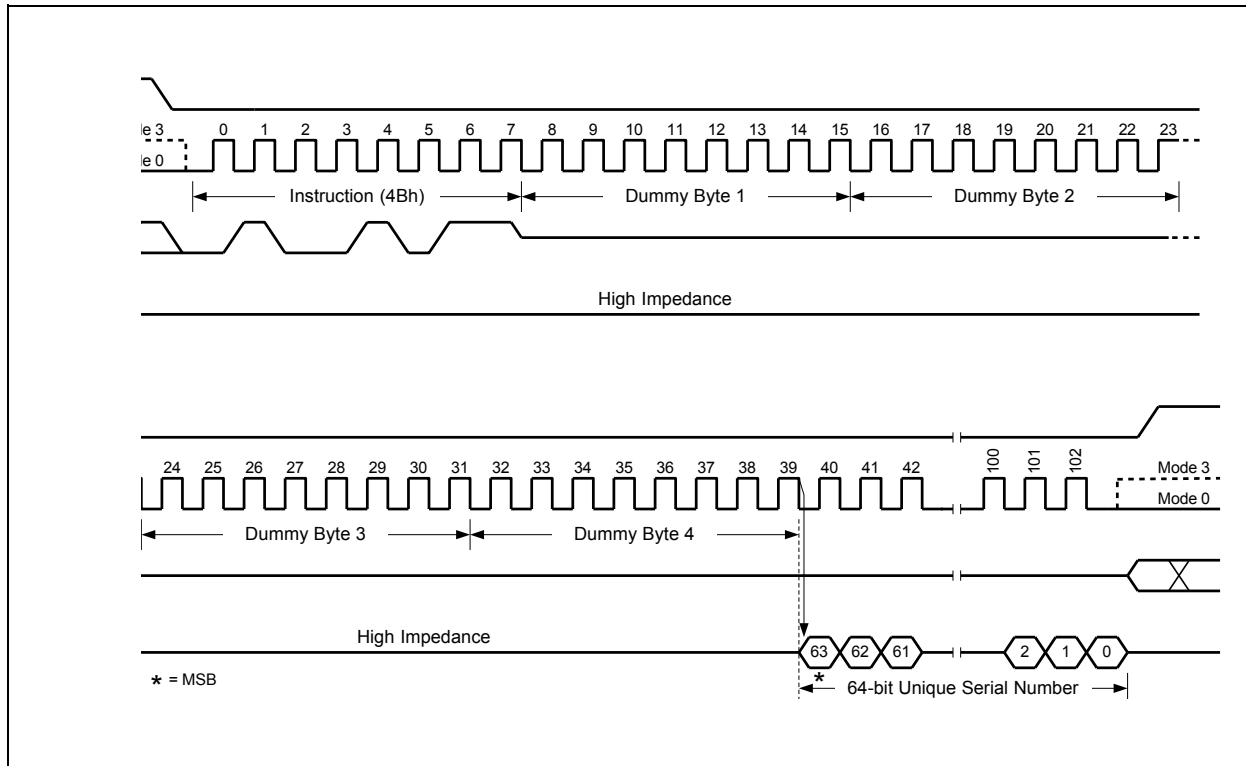 0 1 2 3 4 5 6 7 8 9 10 11 12 13 14 15 16 17 18 19 20 21 22 23
de 3
de 0
Instruction (4Bh) Dummy Byte 1 Dummy Byte 2
High Impedance
24 25 26 27 28 29 30 31 32 33 34 35 36 37 38 39 40 41 42 100 101 102
Mode 3
Mode 0
Dummy Byte 3 Dummy Byte 4
High Impedance
63 62 61 2 1 0
* = MSB
* 64-bit Unique Serial Number